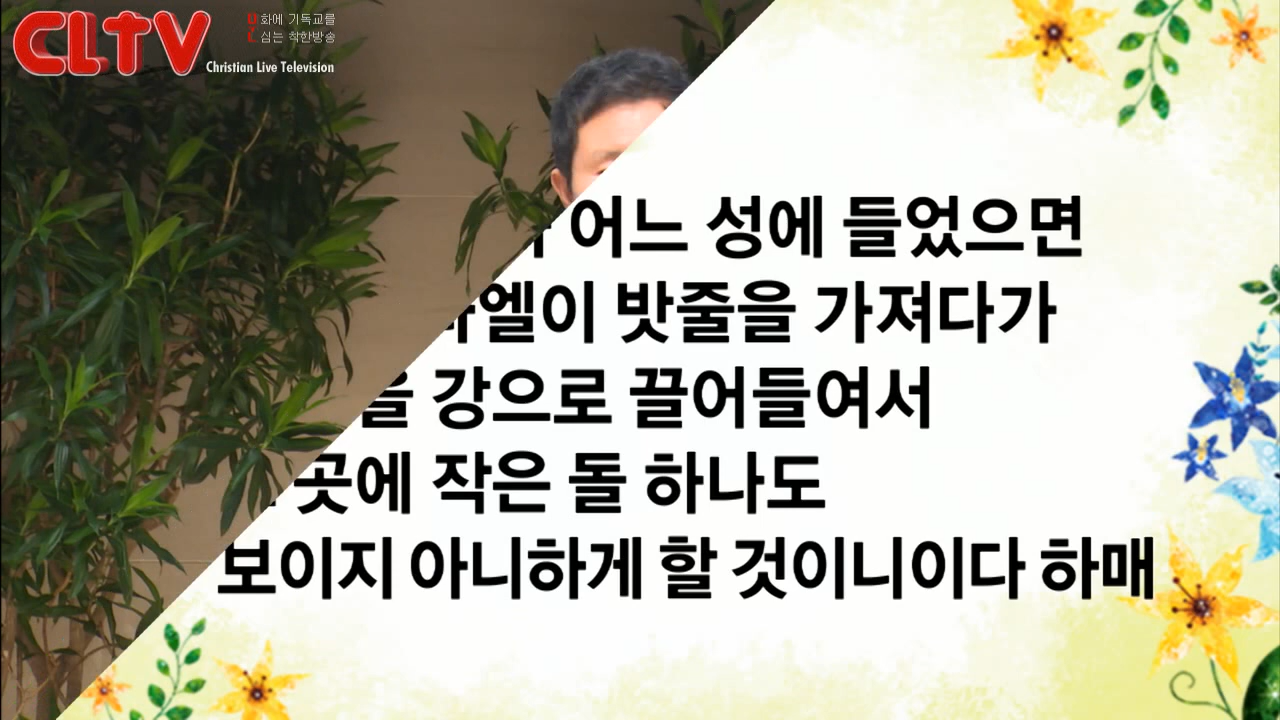 CLTV
문화에 기독교를
심는 착한방송
Christian Live Television
어느 성에 들었으면
밧줄을 가져다가
강으로 끌어들여서
곳에 작은 돌 하나도
보이지 아니하게 할 것이니이다 하매